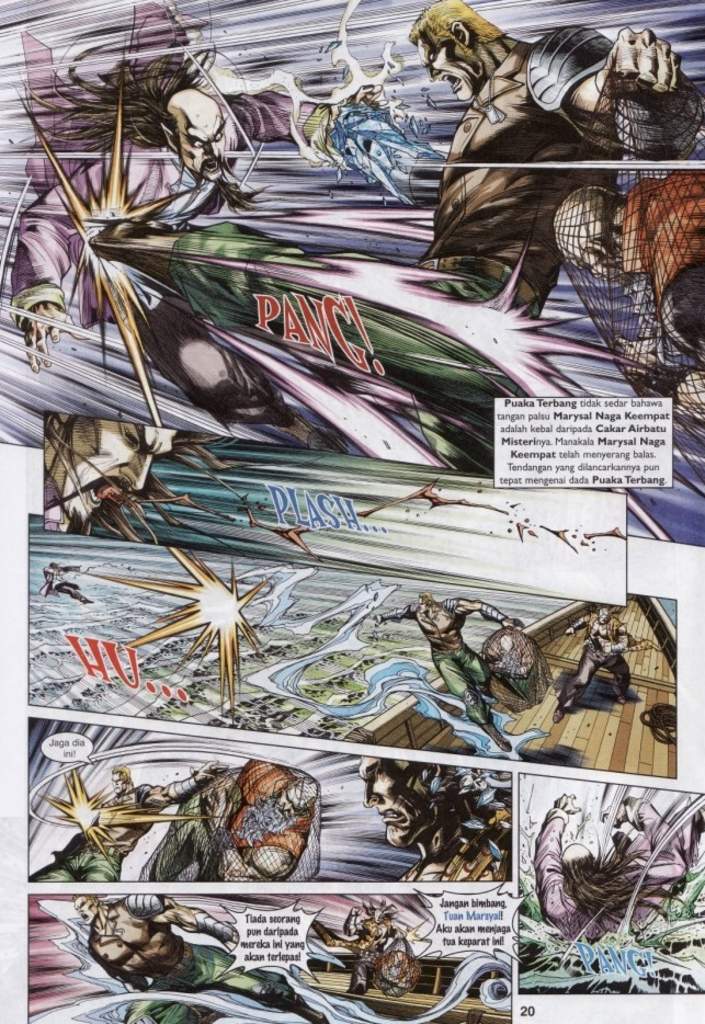 PANG!
Puaka Terbang tidak sedar bahawa
tangan palsu Marysal Naga Keempat
adalah kebal daripada Cakar Airbatu
Misterinya. Manakala Marysal Naga
Keempat telah menyerang balas.
Tendangan yang dilancarkannya pun
tepat mengenai dada Puaka Terbang.
PLASH...
HU...
Jaga dia
ini!
PANG!
Tiada seorang
pun daripada
mereka ini yang
akan terlepas!
Jangan bimbang,
Tuan Marsyal!
Aku akan menjaga
tua keparat ini!
20